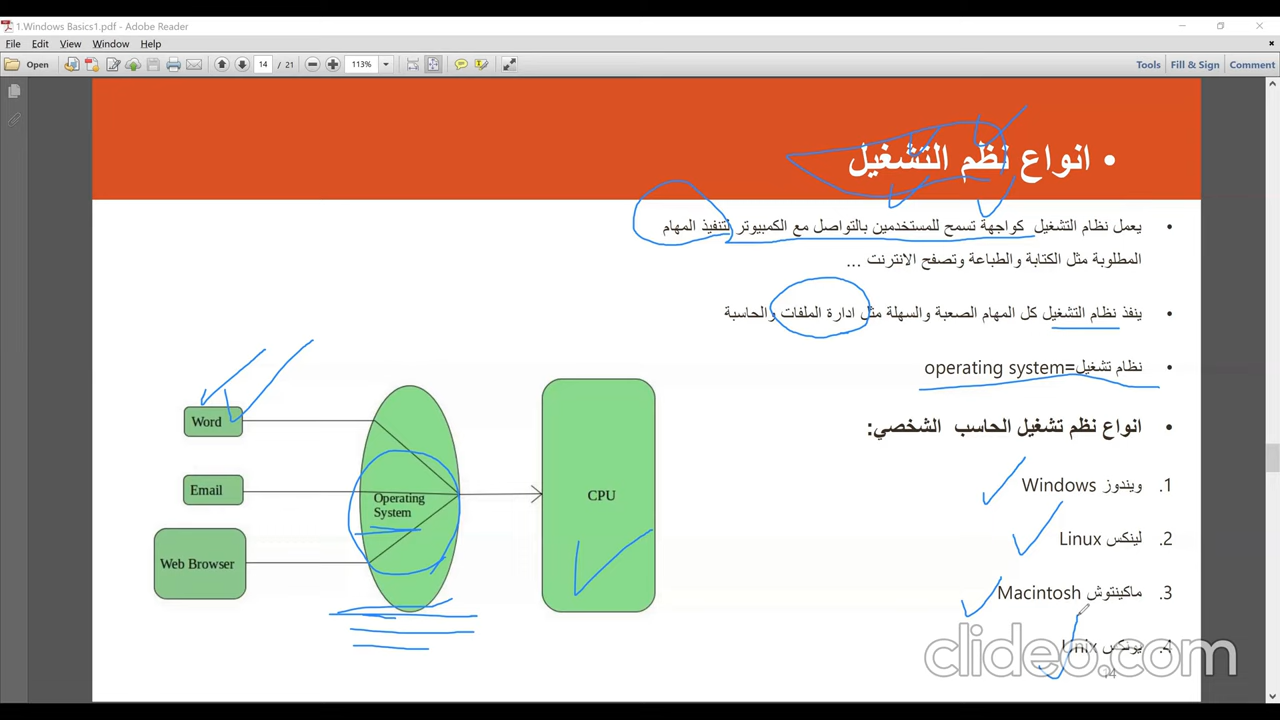 1.Windows Basics1.pdf - Adobe Reader
File Edit View Window Help
Open 14 / 21 113% Tools Fill & Sign Comment
• انواع نظم التشغيل
• يعمل نظام التشغيل كواجهة تسمح للمستخدمين بالتواصل مع الكمبيوتر لتنفيذ المهام
المطلوبة مثل الكتابة والطباعة وتصفح الانترنت ...
• ينفذ نظام التشغيل كل المهام الصعبة والسهلة مثل ادارة الملفات والحاسبة
• نظام تشغيل=operating system
• انواع نظم تشغيل الحاسب الشخصي:
1. ويندوز Windows
2. لينكس Linux
3. ماكينتوش Macintosh
4. يونكس Unix
Word
Email
Web Browser
Operating
System
CPU
clideo.com
14